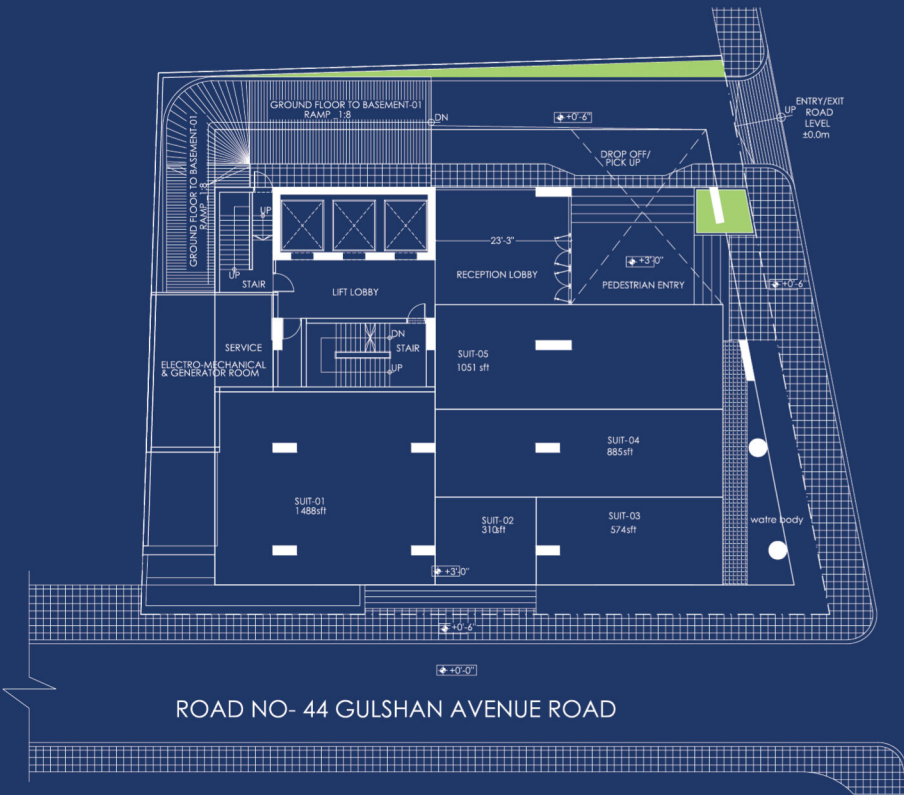 GROUND FLOOR TO BASEMENT-01
RAMP _1:8
DN
+0'-6"
UP
ENTRY/EXIT
ROAD
LEVEL
±0.0m
DROP OFF/
PICK UP
GROUND FLOOR TO BASEMENT-01
RAMP _1:8
UP
UP
STAIR
LIFT LOBBY
23'-3"
RECEPTION LOBBY
+3'-0"
PEDESTRIAN ENTRY
+0'-6"
SERVICE
ELECTRO-MECHANICAL
& GENERATOR ROOM
DN
STAIR
UP
SUIT-05
1051 sft
SUIT-04
885sft
SUIT-01
1488sft
SUIT-02
310sft
SUIT-03
574sft
watre body
+3'-0"
+0'-6"
+0'-0"
ROAD NO- 44 GULSHAN AVENUE ROAD